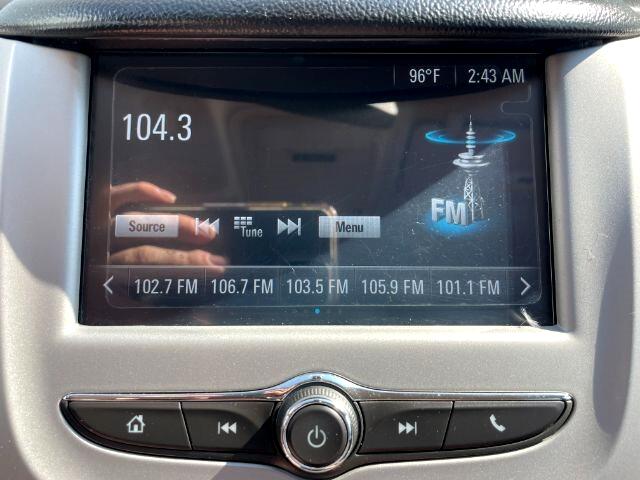 96°F 2:43 AM
104.3
FM
Source Tune Menu
102.7 FM 106.7 FM 103.5 FM 105.9 FM 101.1 FM